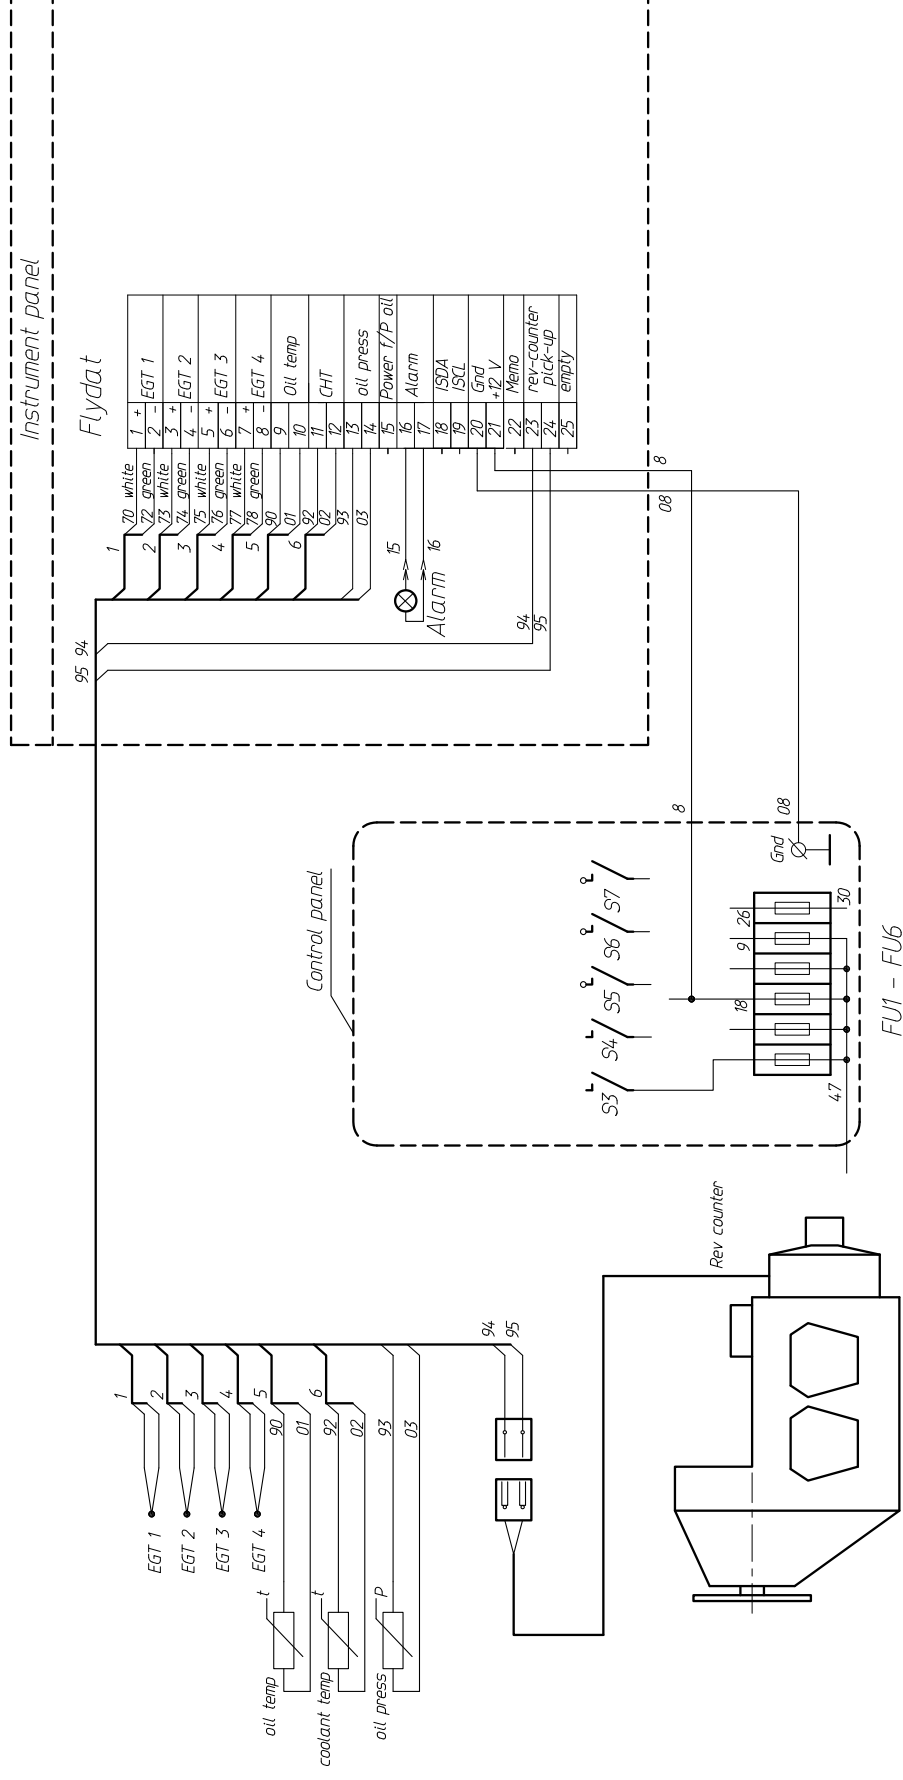 Instrument panel
Flydat
1 + EGT 1
2 -
3 + EGT 2
4 -
5 + EGT 3
6 -
7 + EGT 4
8 -
9 Oil temp
10
11 CHT
12
13 oil press
14
15 Power f/P oil
16 Alarm
17
18 ISDA
19 ISCL
20 Gnd
21 +12 V
22 Memo
23 rev-counter
24 pick-up
25 empty
70 white
72 green
73 white
74 green
75 white
76 green
77 white
78 green
90
01
92
02
93
03
1
2
3
4
5
6
15
16
Alarm
94
95
95 94
8
08
8
08
Control panel
Gnd
S7
S6
S5
S4
S3
26
9
18
30
47
FU1 - FU6
Rev counter
94
95
1
2
3
4
5
6
90
01
92
02
93
03
EGT 1
EGT 2
EGT 3
EGT 4
t
t
P
oil temp
coolant temp
oil press